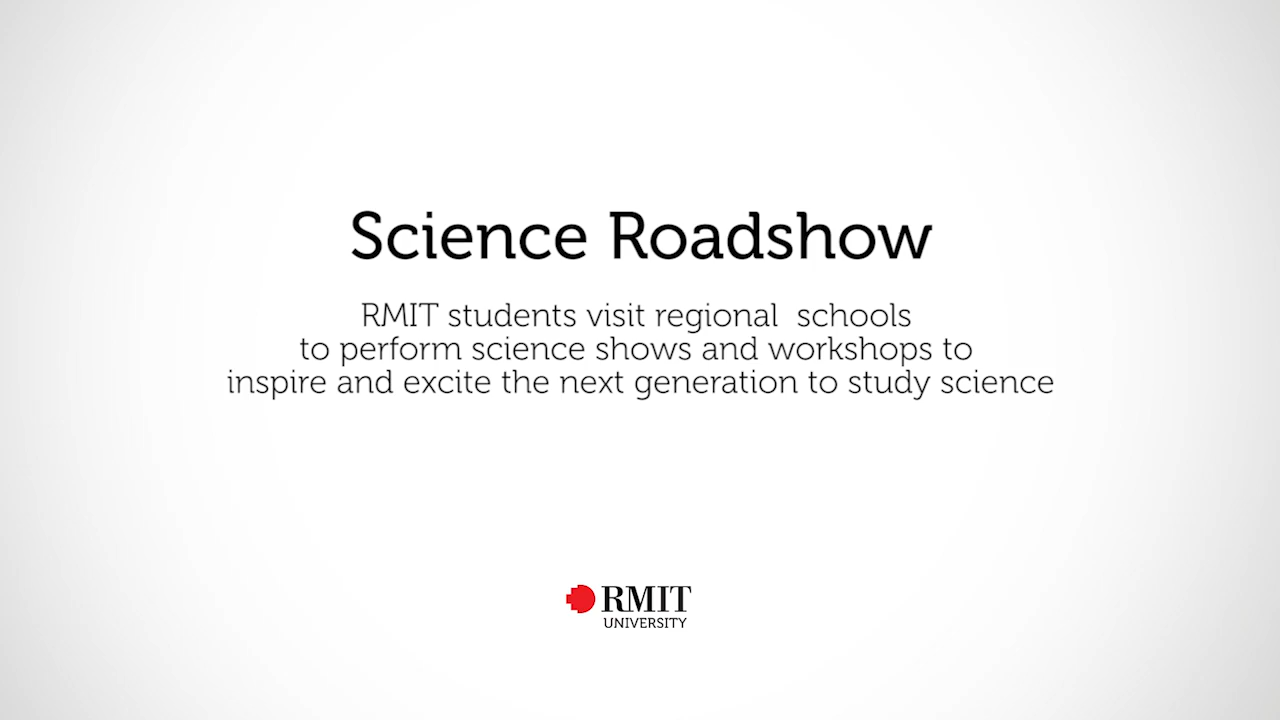 Science Roadshow
RMIT students visit regional  schools
to perform science shows and workshops to
inspire and excite the next generation to study science
RMIT
UNIVERSITY